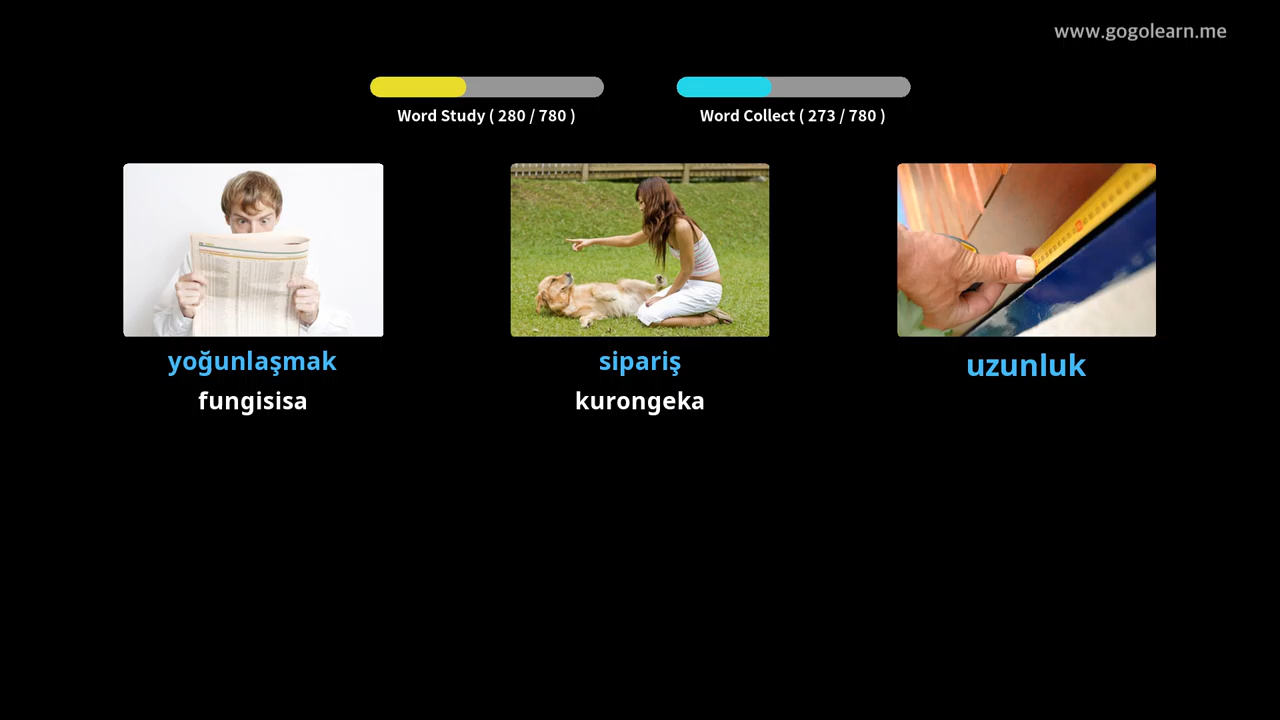 www.gogolearn.me
Word Study ( 280 / 780 )
Word Collect ( 273 / 780 )
yoğunlaşmak
fungisisa
sipariş
kurongeka
uzunluk